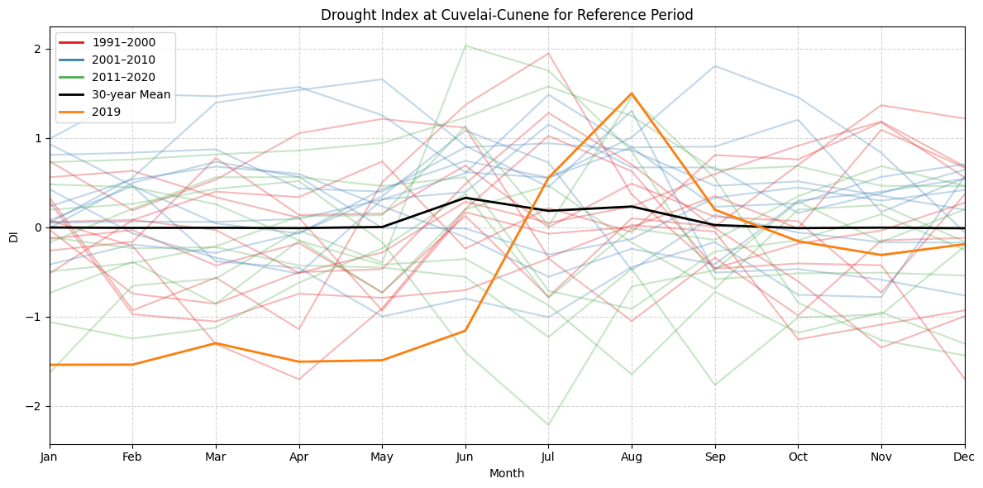 Drought Index at Cuvelai-Cunene for Reference Period
1991–2000
2001–2010
2011–2020
30-year Mean
2019
2
1
0
−1
−2
DI
Jan Feb Mar Apr May Jun Jul Aug Sep Oct Nov Dec
Month